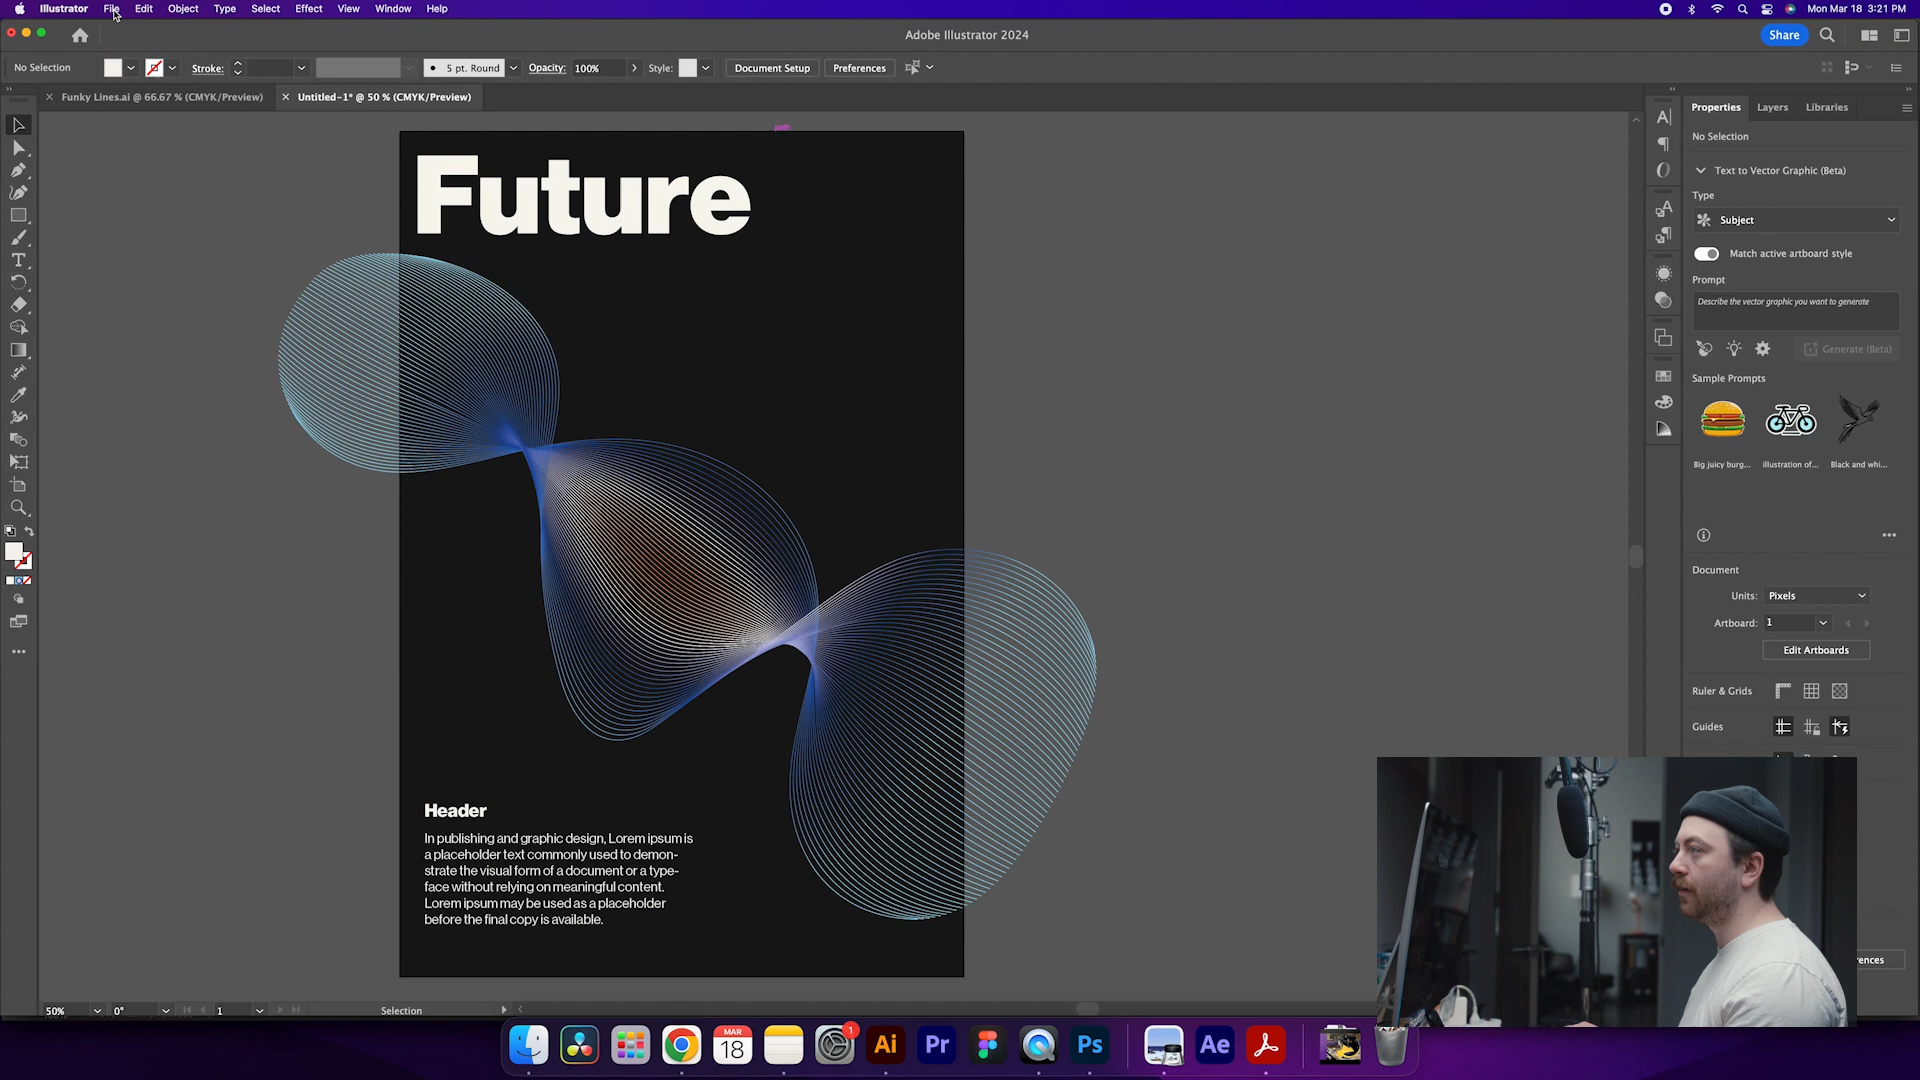 Illustrator File Edit Object Type Select Effect View Window Help
Mon Mar 18 3:21 PM
Adobe Illustrator 2024
Share
No Selection
Stroke:
5 pt. Round
Opacity: 100%
Style:
Document Setup
Preferences
Funky Lines.ai @ 66.67 % (CMYK/Preview)
Untitled-1* @ 50 % (CMYK/Preview)
path
Future
Header
In publishing and graphic design, Lorem ipsum is
a placeholder text commonly used to demon-
strate the visual form of a document or a type-
face without relying on meaningful content.
Lorem ipsum may be used as a placeholder
before the final copy is available.
Properties Layers Libraries
No Selection
Text to Vector Graphic (Beta)
Type
Subject
Match active artboard style
Prompt
Describe the vector graphic you want to generate
Generate (Beta)
Sample Prompts
Big juicy burg... Illustration of... Black and whi...
Document
Units: Pixels
Artboard: 1
Edit Artboards
Ruler & Grids
Guides
ences
50% 0° 1 Selection
MAR
18
1
Ai
Pr
Ps
Ae